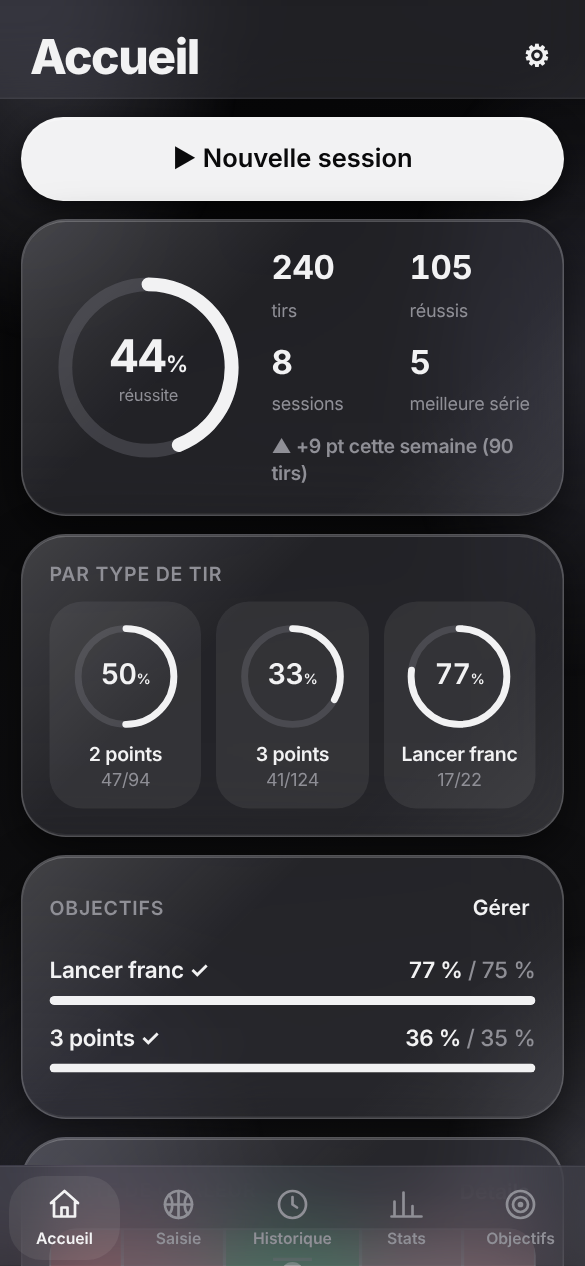 Accueil
▶ Nouvelle session
240
105
tirs
réussis
44%
réussite
8
5
sessions
meilleure série
▲ +9 pt cette semaine (90
tirs)
PAR TYPE DE TIR
50%
33%
77%
2 points
3 points
Lancer franc
47/94
41/124
17/22
OBJECTIFS
Gérer
Lancer franc ✓
77 % / 75 %
3 points ✓
36 % / 35 %
Accueil
Saisie
Historique
Stats
Objectifs